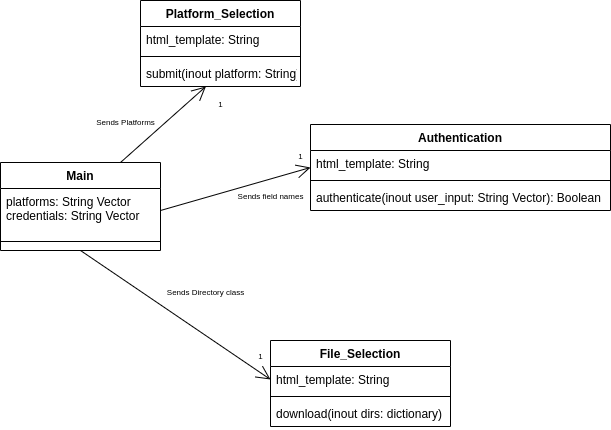 Platform_Selection
html_template: String
submit(inout platform: String
1
Sends Platforms
Authentication
1
html_template: String
Main
Sends field names
authenticate(inout user_input: String Vector): Boolean
platforms: String Vector
credentials: String Vector
Sends Directory class
File_Selection
1
html_template: String
download(inout dirs: dictionary)